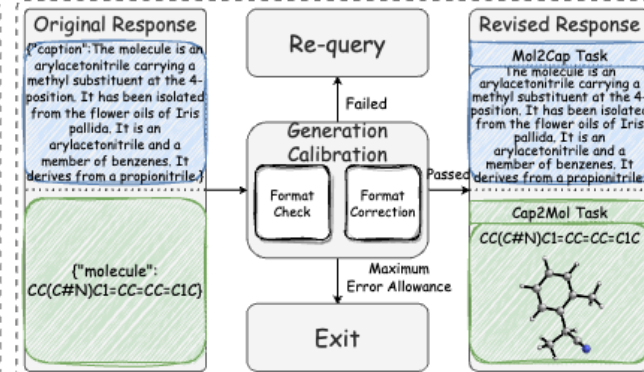 Original Response
{"caption":The molecule is an
arylacetonitrile carrying a
methyl substituent at the 4-
position. It has been isolated
from the flower oils of Iris
pallida. It is an
arylacetonitrile and a
member of benzenes. It
derives from a propionitrile.}
{"molecule":
CC(C#N)C1=CC=CC=C1C}
Re-query
Failed
Generation
Calibration
Format
Check
Format
Correction
Passed
Maximum
Error Allowance
Exit
Revised Response
Mol2Cap Task
The molecule is an
arylacetonitrile carrying a
methyl substituent at the 4-
position. It has been isolated
from the flower oils of Iris
pallida. It is an
arylacetonitrile and a
member of benzenes. It
derives from a propionitrile
Cap2Mol Task
CC(C#N)C1=CC=CC=C1C